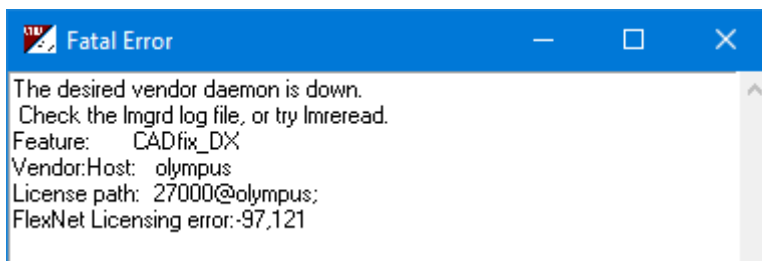 Fatal Error
The desired vendor daemon is down.
Check the lmgrd log file, or try lmreread.
Feature: CADfix_DX
Vendor:Host: olympus
License path: 27000@olympus;
FlexNet Licensing error:-97,121